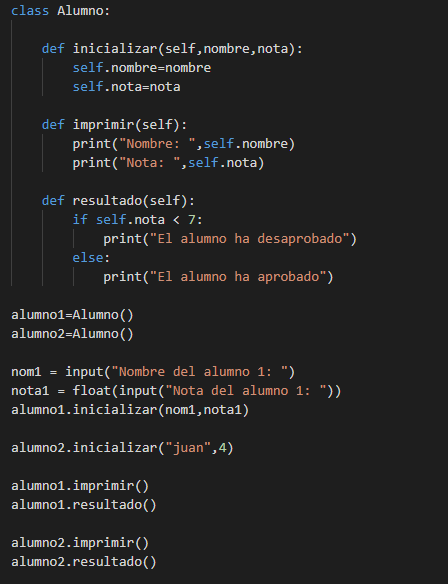 class Alumno:
    def inicializar(self,nombre,nota):
        self.nombre=nombre
        self.nota=nota
    def imprimir(self):
        print("Nombre: ",self.nombre)
        print("Nota: ",self.nota)
    def resultado(self):
        if self.nota < 7:
            print("El alumno ha desaprobado")
        else:
            print("El alumno ha aprobado")
alumno1=Alumno()
alumno2=Alumno()
nom1 = input("Nombre del alumno 1: ")
nota1 = float(input("Nota del alumno 1: "))
alumno1.inicializar(nom1,nota1)
alumno2.inicializar("juan",4)
alumno1.imprimir()
alumno1.resultado()
alumno2.imprimir()
alumno2.resultado()